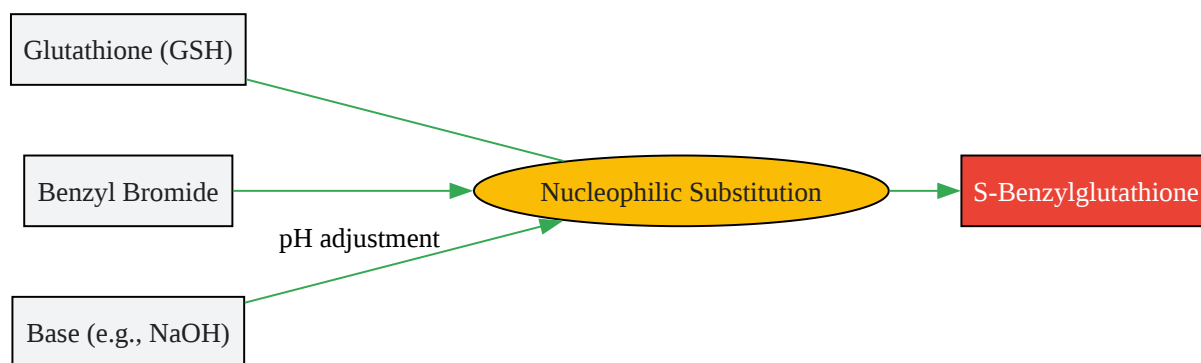 Glutathione (GSH)
Benzyl Bromide
Nucleophilic Substitution
S-Benzylglutathione
pH adjustment
Base (e.g., NaOH)